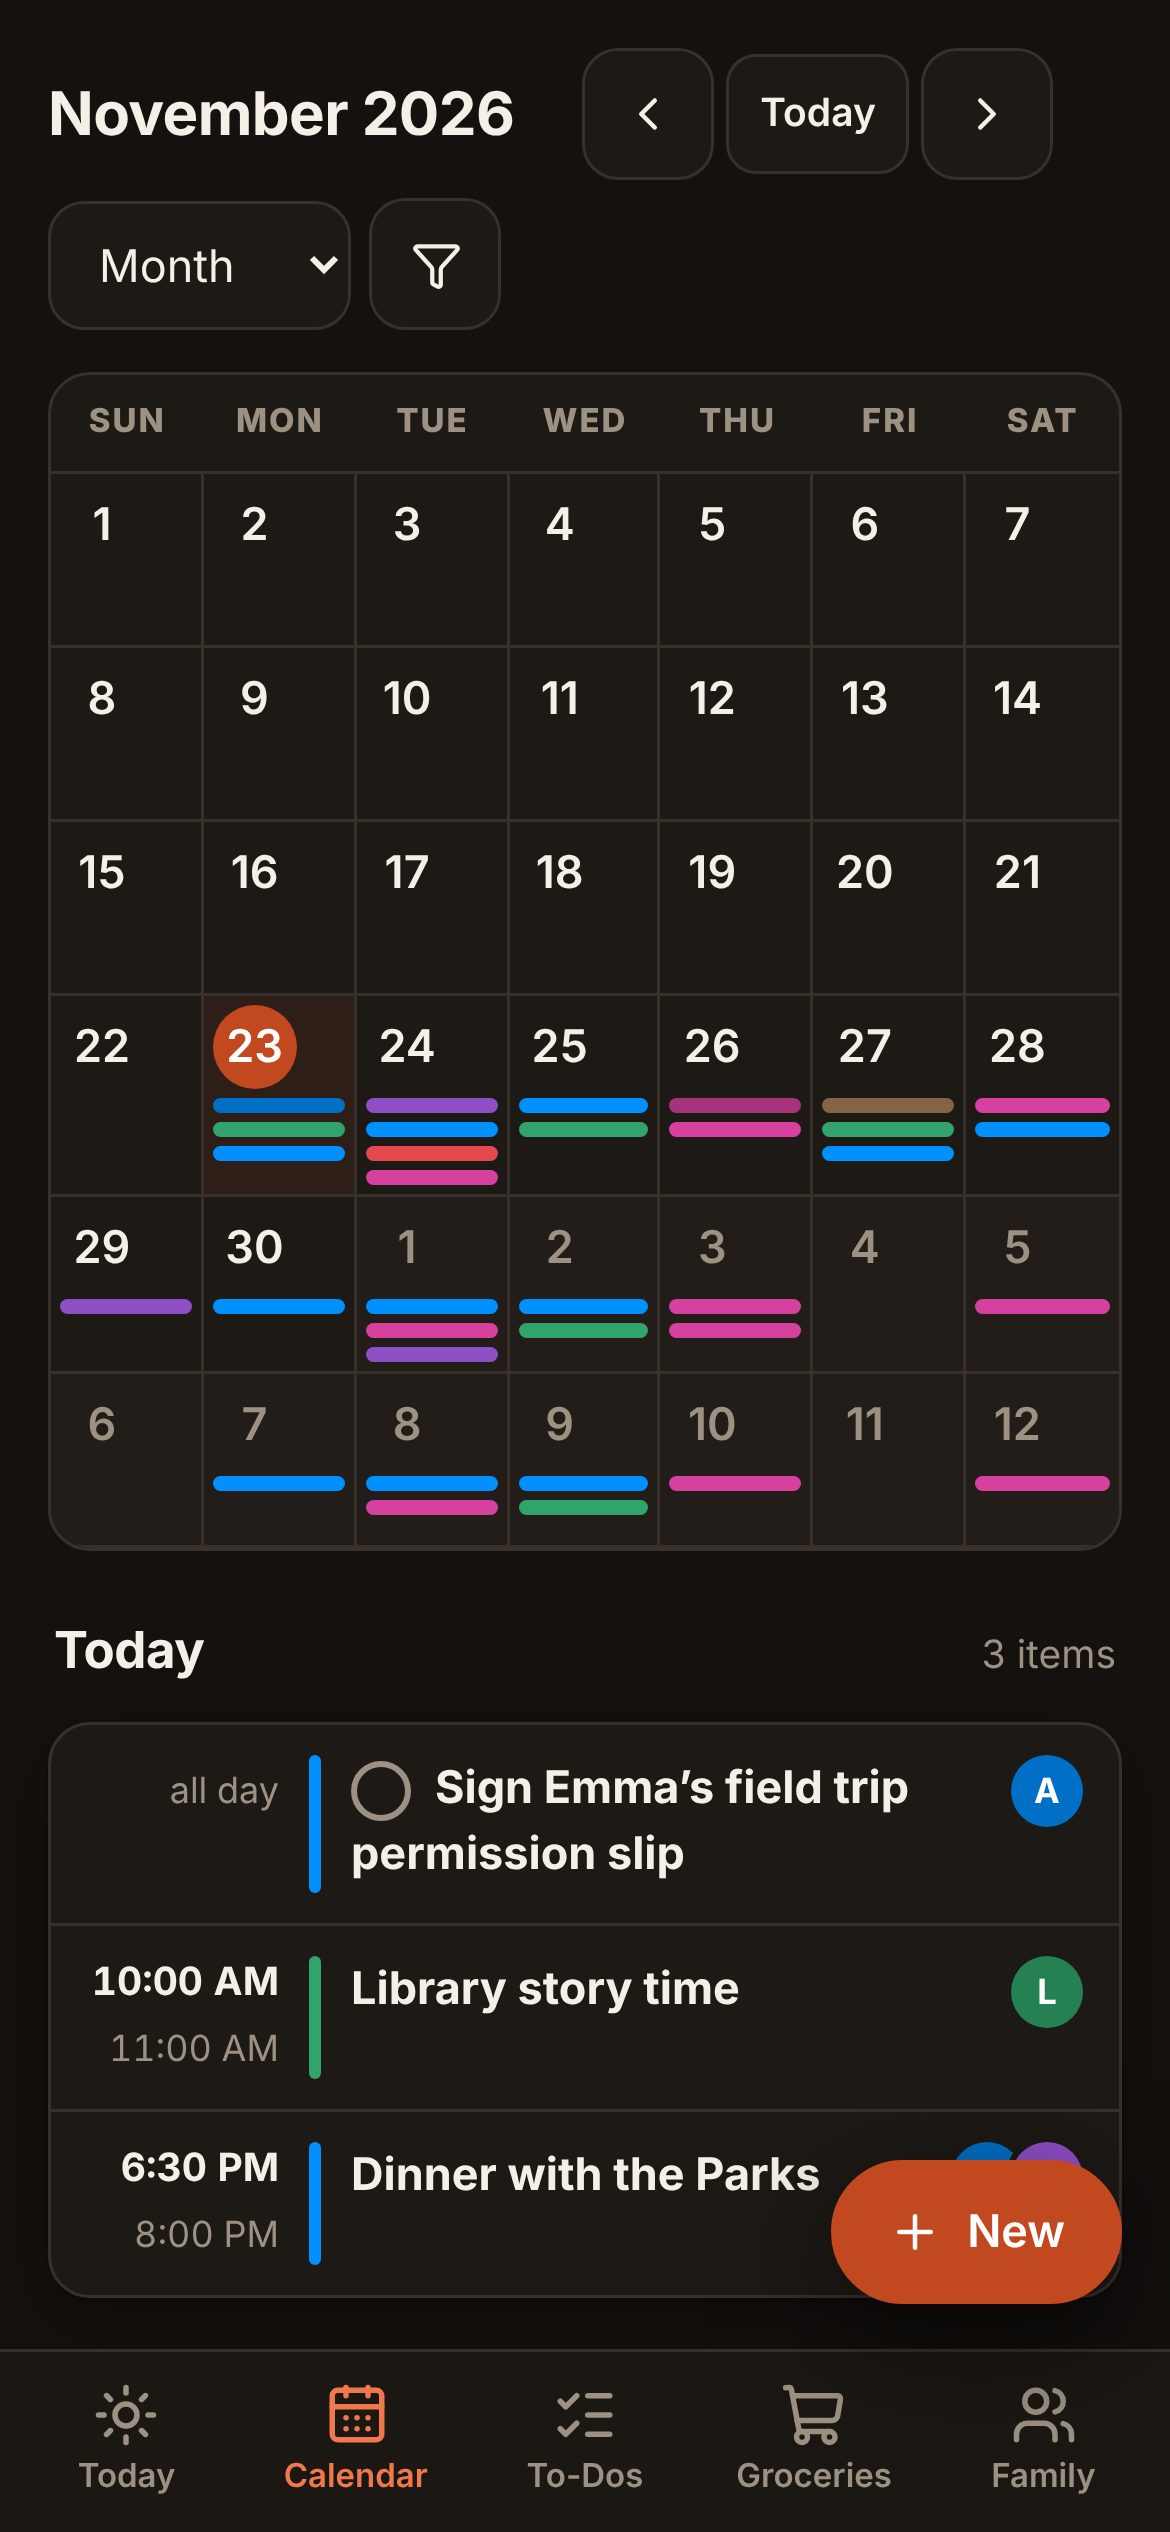 November 2026
Today
Month
SUN MON TUE WED THU FRI SAT
1 2 3 4 5 6 7
8 9 10 11 12 13 14
15 16 17 18 19 20 21
22 23 24 25 26 27 28
29 30 1 2 3 4 5
6 7 8 9 10 11 12
Today 3 items
all day Sign Emma’s field trip A
permission slip
10:00 AM Library story time L
11:00 AM
6:30 PM Dinner with the Parks
8:00 PM
New
Today Calendar To-Dos Groceries Family